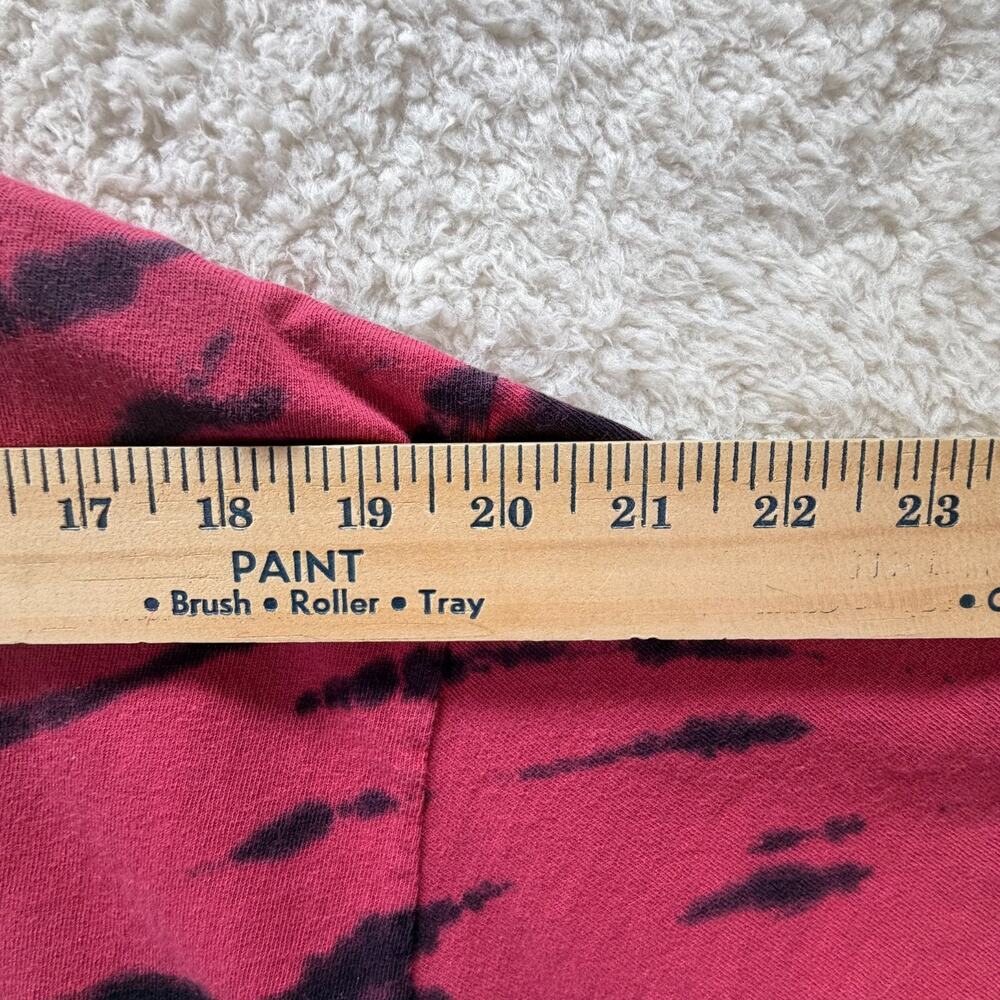 17 18 19 20 21 22 23
PAINT
• Brush • Roller • Tray •